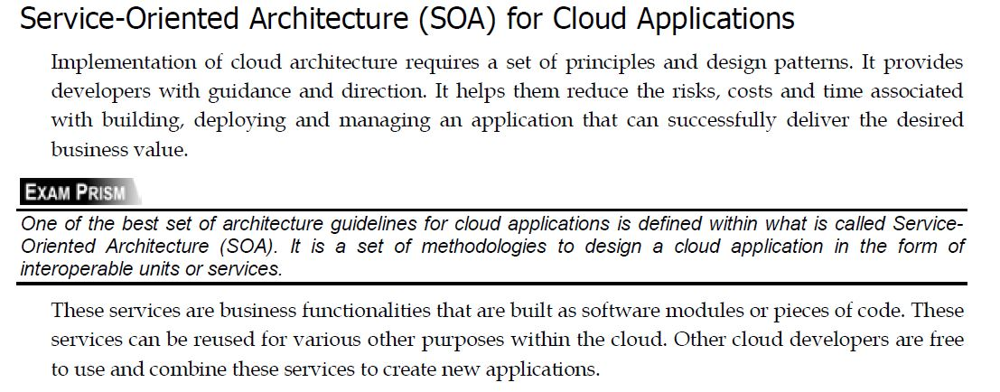 Service-Oriented Architecture (SOA) for Cloud Applications
Implementation of cloud architecture requires a set of principles and design patterns. It provides
developers with guidance and direction. It helps them reduce the risks, costs and time associated
with building, deploying and managing an application that can successfully deliver the desired
business value.
EXAM PRISM
One of the best set of architecture guidelines for cloud applications is defined within what is called Service-
Oriented Architecture (SOA). It is a set of methodologies to design a cloud application in the form of
interoperable units or services.
These services are business functionalities that are built as software modules or pieces of code. These
services can be reused for various other purposes within the cloud. Other cloud developers are free
to use and combine these services to create new applications.